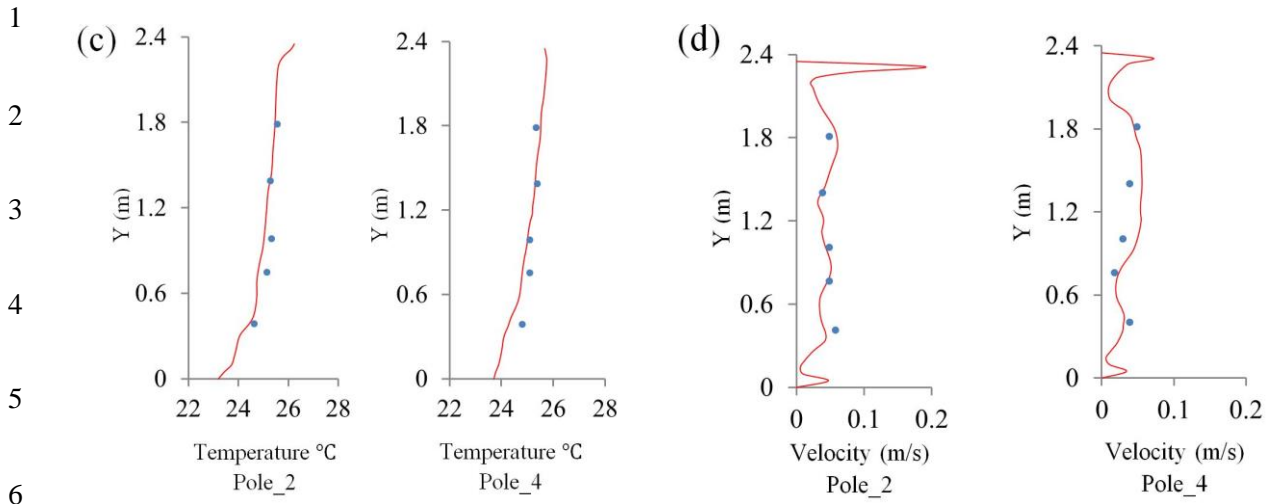 1
(c)
(d)
2
3
4
5
6
2.4
1.8
1.2
0.6
0
Y (m)
22 24 26 28
Temperature °C
Pole_2
2.4
1.8
1.2
0.6
0
Y (m)
22 24 26 28
Temperature °C
Pole_4
2.4
1.8
1.2
0.6
0
Y (m)
0 0.1 0.2
Velocity (m/s)
Pole_2
2.4
1.8
1.2
0.6
0
Y (m)
0 0.1 0.2
Velocity (m/s)
Pole_4